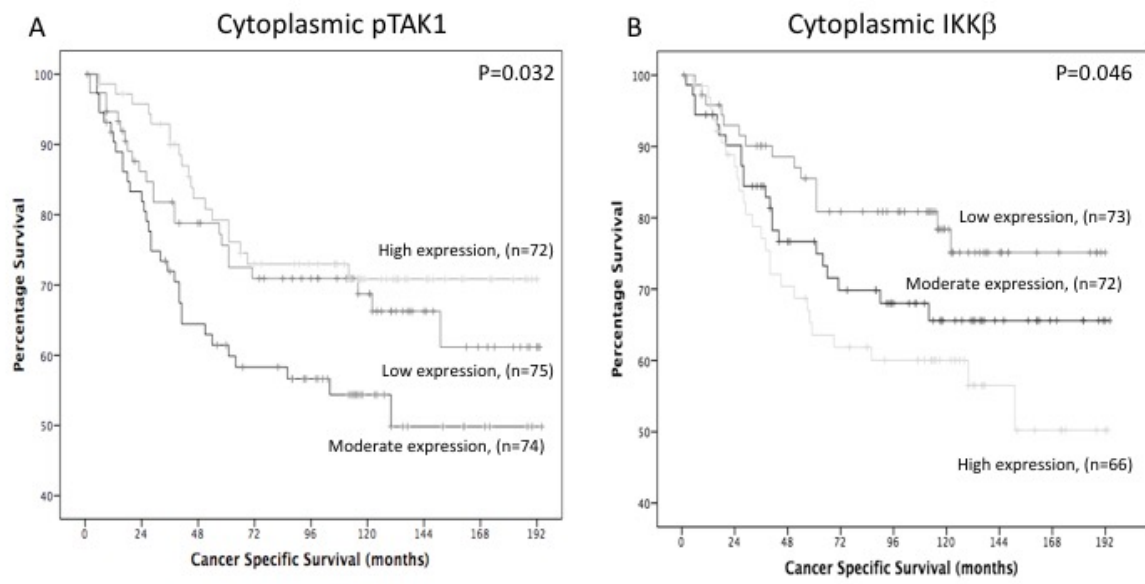 A
Cytoplasmic pTAK1
P=0.032
Percentage Survival
100
90
80
70
60
50
40
High expression, (n=72)
Low expression, (n=75)
Moderate expression, (n=74)
0 24 48 72 96 120 144 168 192
Cancer Specific Survival (months)
B
Cytoplasmic IKKβ
P=0.046
Percentage Survival
100
90
80
70
60
50
40
Low expression, (n=73)
Moderate expression, (n=72)
High expression, (n=66)
0 24 48 72 96 120 144 168 192
Cancer Specific Survival (months)